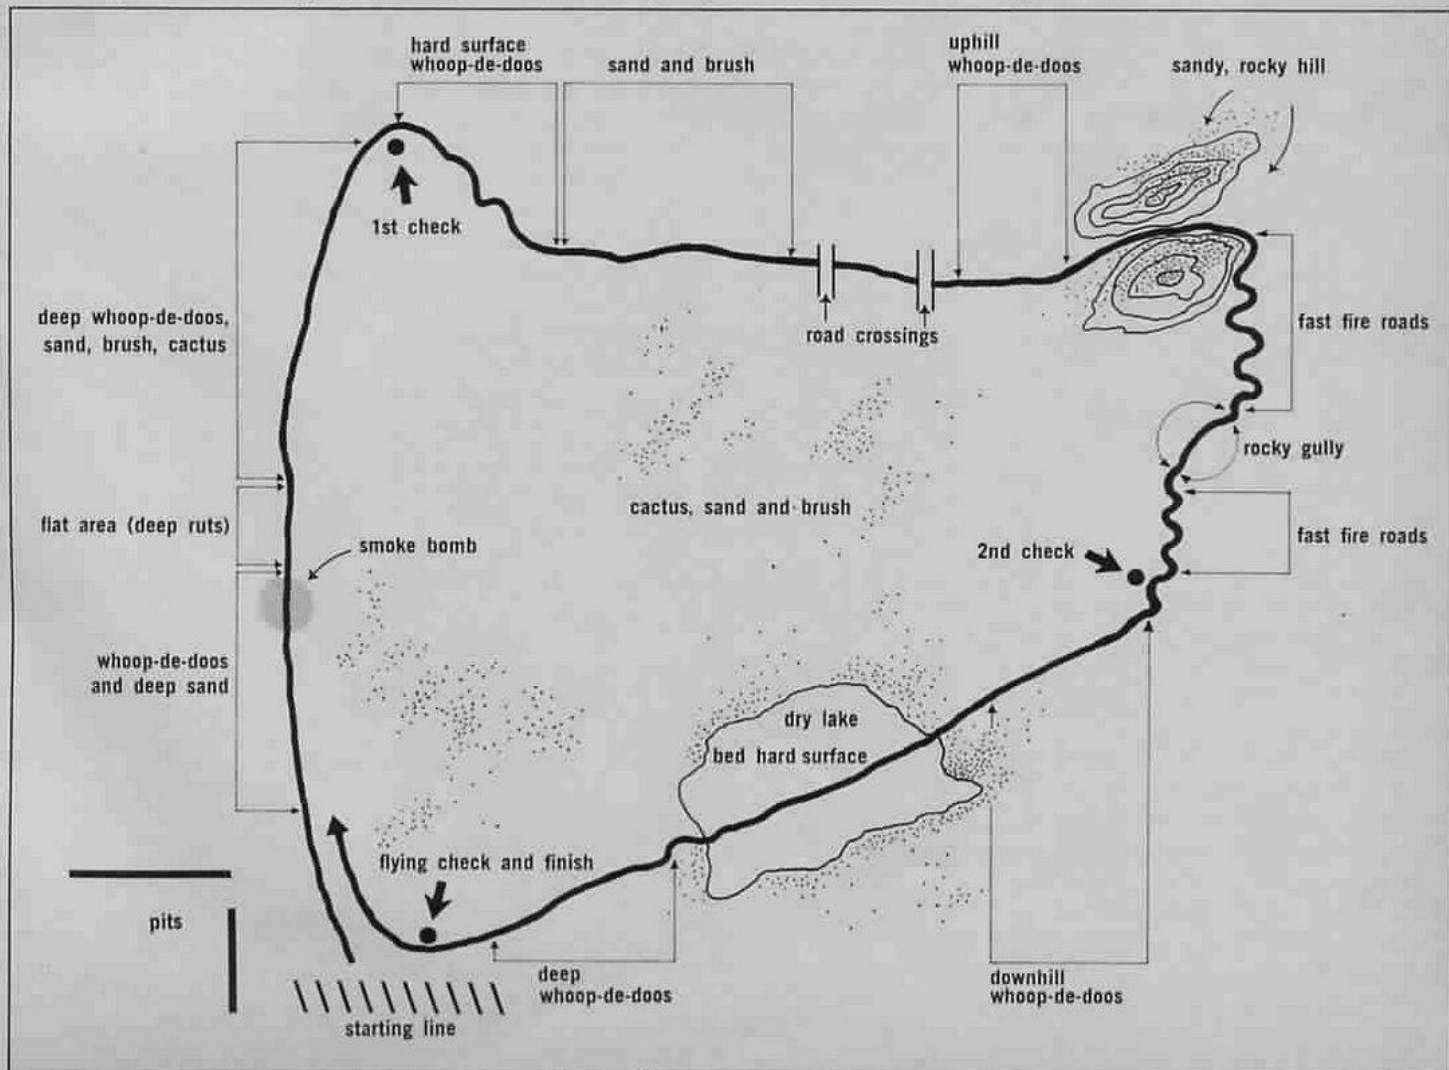 hard surface
whoop-de-doos
sand and brush
uphill
whoop-de-doos
sandy, rocky hill
1st check
deep whoop-de-doos,
sand, brush, cactus
road crossings
fast fire roads
rocky gully
cactus, sand and brush
flat area (deep ruts)
smoke bomb
2nd check
fast fire roads
whoop-de-doos
and deep sand
dry lake
bed hard surface
flying check and finish
pits
deep
whoop-de-doos
downhill
whoop-de-doos
starting line